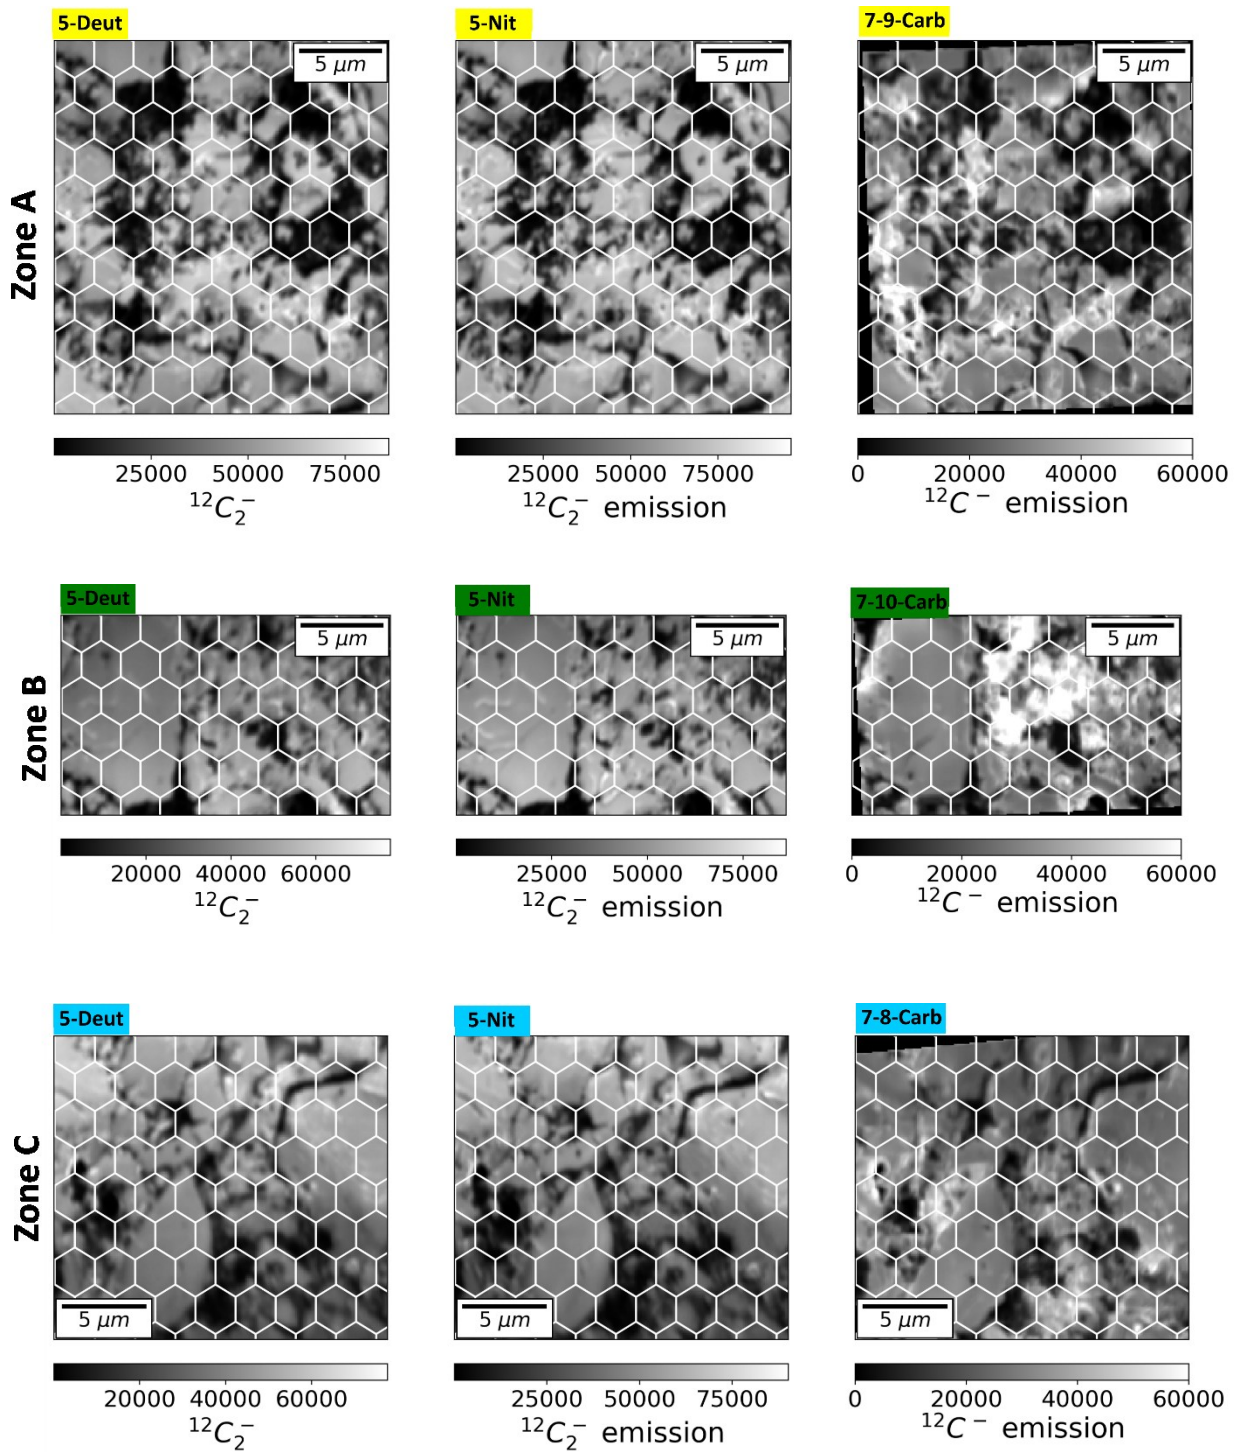 5-Deut
5-Nit
7-9-Carb
5 μm
5 μm
5 μm
Zone A
25000 50000 75000
25000 50000 75000
0 20000 40000 60000
¹²C₂⁻
¹²C₂⁻ emission
¹²C⁻ emission
5-Deut
5-Nit
7-10-Carb
5 μm
5 μm
5 μm
Zone B
20000 40000 60000
25000 50000 75000
0 20000 40000 60000
¹²C₂⁻
¹²C₂⁻ emission
¹²C⁻ emission
5-Deut
5-Nit
7-8-Carb
Zone C
5 μm
5 μm
5 μm
20000 40000 60000
25000 50000 75000
0 20000 40000 60000
¹²C₂⁻
¹²C₂⁻ emission
¹²C⁻ emission